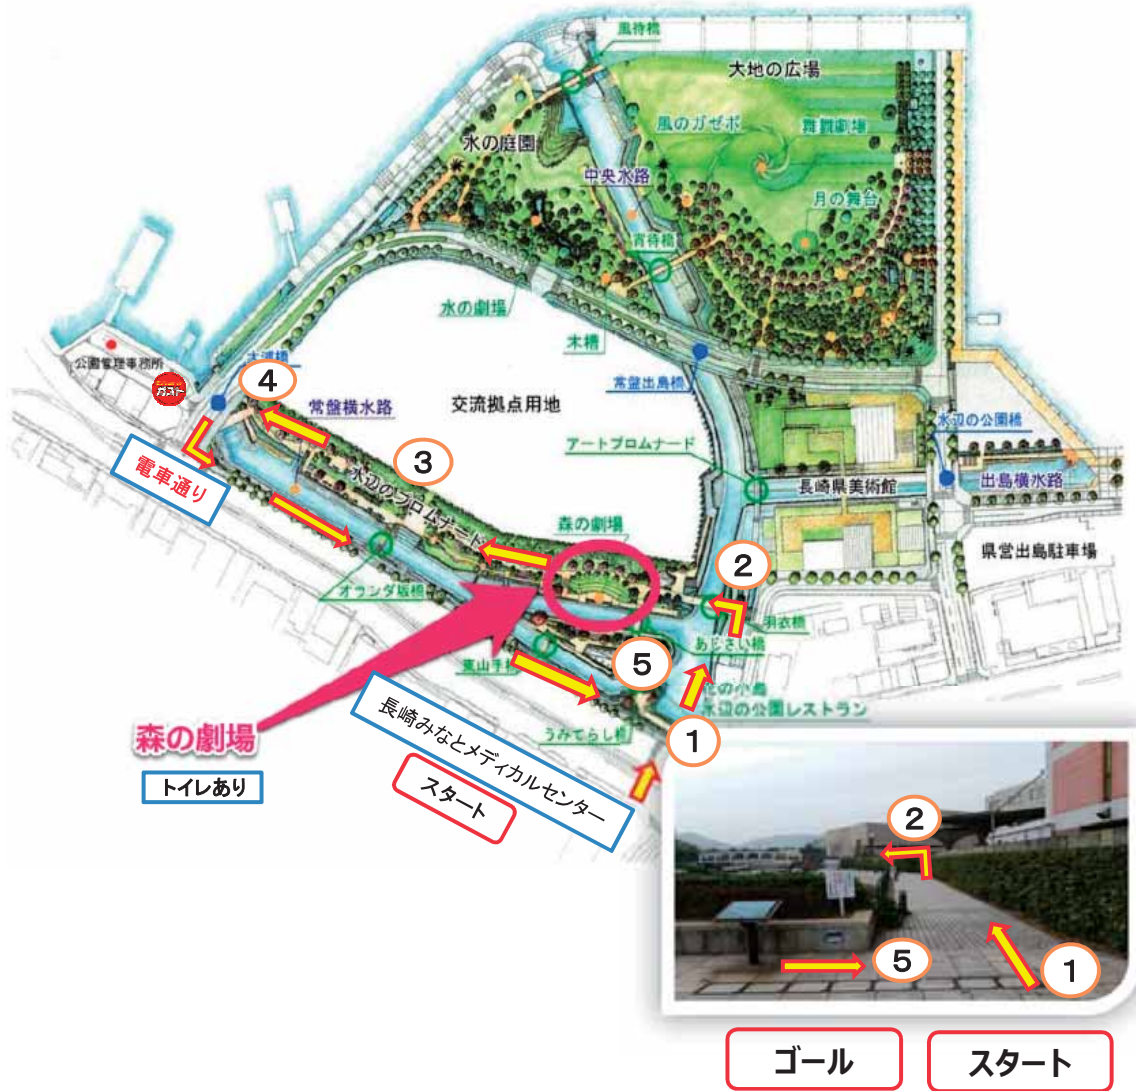 風待橋
大地の広場
風のガゼボ
舞舞劇場
水の庭園
中央水路
月の舞台
宵待橋
水の劇場
木槽
公園管理事務所
ガスト
④
常盤横水路
交流拠点用地
常盤出島橋
水辺の公園橋
アートプロムナード
電車通り
③
水辺のプロムナード
長崎県美術館
出島横水路
森の劇場
県営出島駐車場
②
オランダ坂橋
羽衣橋
あじさい橋
⑤
東山手橋
花の小島
水辺の公園レストラン
①
うみてらし橋
長崎みなとメディカルセンター
スタート
森の劇場
トイレあり
②
⑤
①
ゴール
スタート